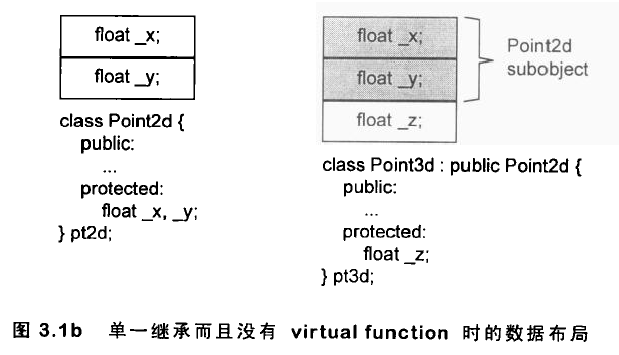 float _x;
float _y;
class Point2d {
public:
...
protected:
float _x, _y;
} pt2d;
float _x;
float _y;
float _z;
Point2d
subobject
class Point3d : public Point2d {
public:
...
protected:
float _z;
} pt3d;
图 3.1b 单一继承而且没有 virtual function 时的数据布局